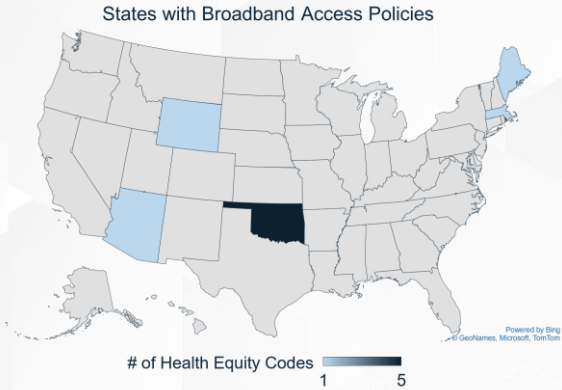 States with Broadband Access Policies
Powered by Bing
© GeoNames, Microsoft, TomTom
# of Health Equity Codes
1 5